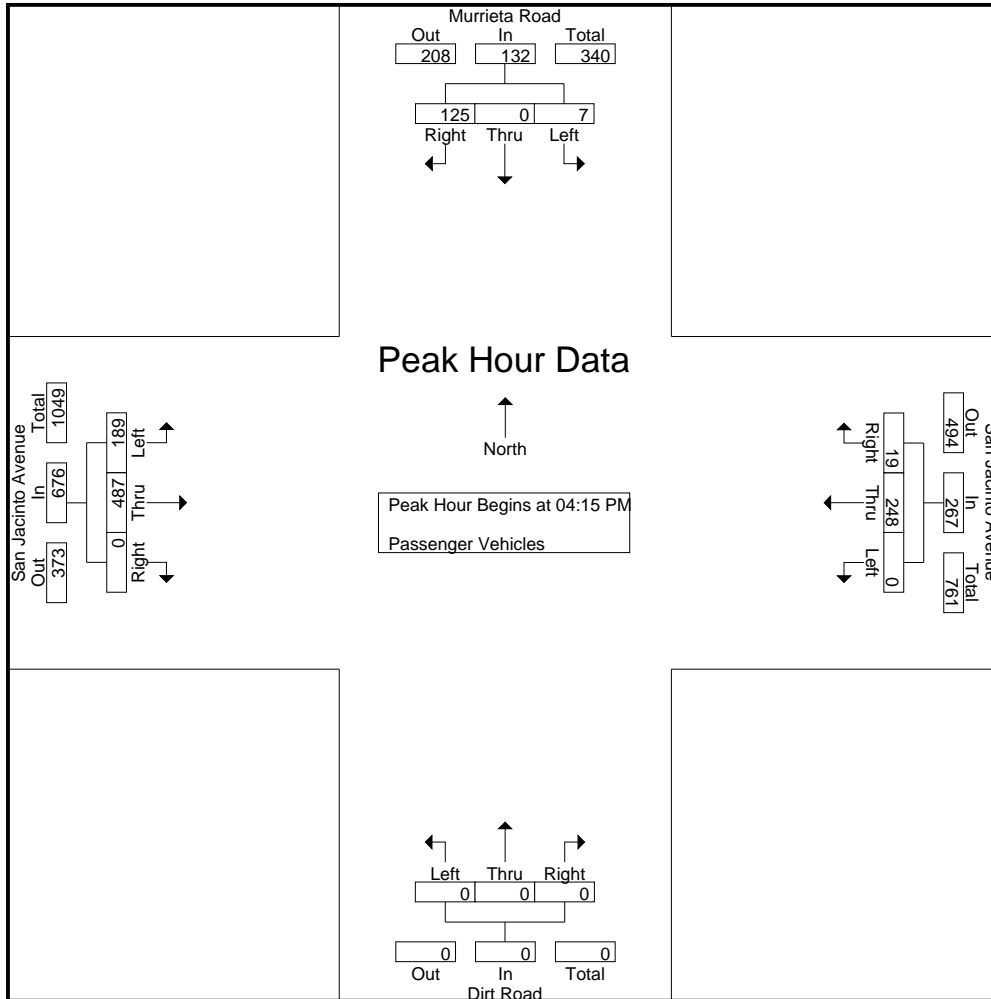 Murrieta Road
Out In Total
208 132 340
125 0 7
Right Thru Left
Peak Hour Data
North
Peak Hour Begins at 04:15 PM
Passenger Vehicles
San Jacinto Avenue
Total In Out
1049 676 373
Left Thru Right
189 487 0
San Jacinto Avenue
Out In Total
494 267 761
Right Thru Left
19 248 0
Left Thru Right
0 0 0
0 0 0
Out In Total
Dirt Road